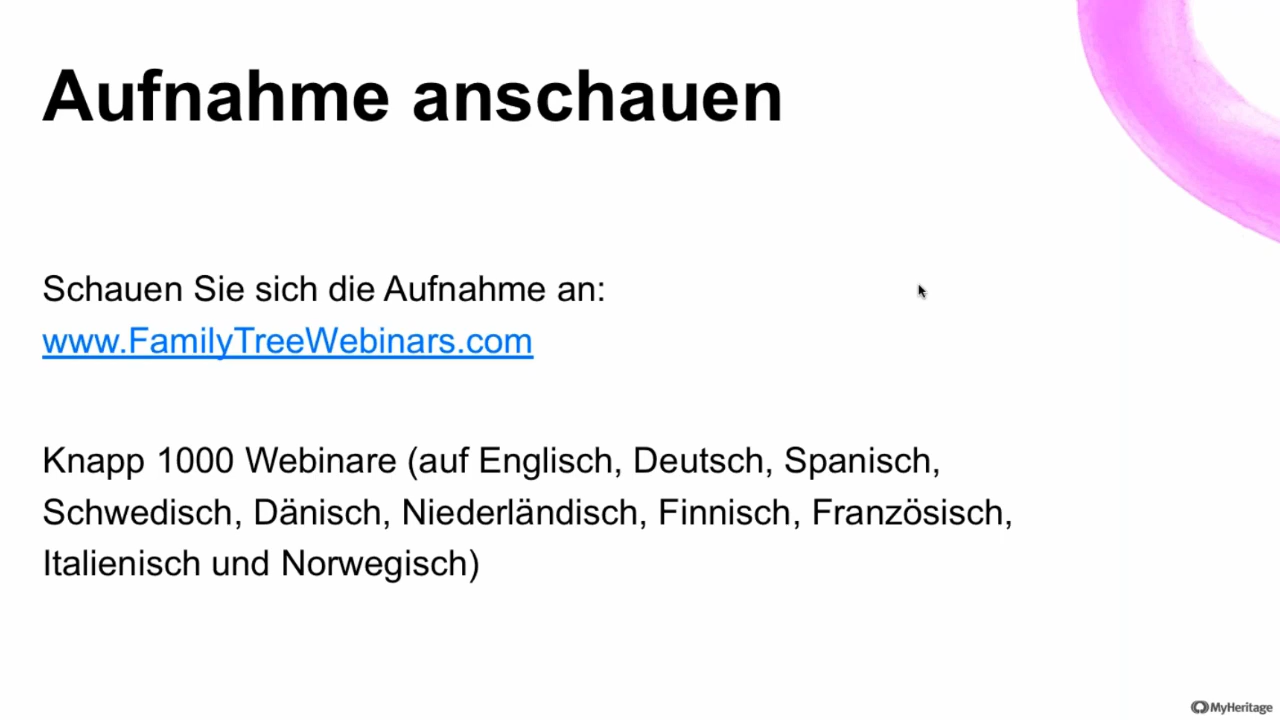 Aufnahme anschauen
Schauen Sie sich die Aufnahme an:
www.FamilyTreeWebinars.com
Knapp 1000 Webinare (auf Englisch, Deutsch, Spanisch,
Schwedisch, Dänisch, Niederländisch, Finnisch, Französisch,
Italienisch und Norwegisch)
MyHeritage